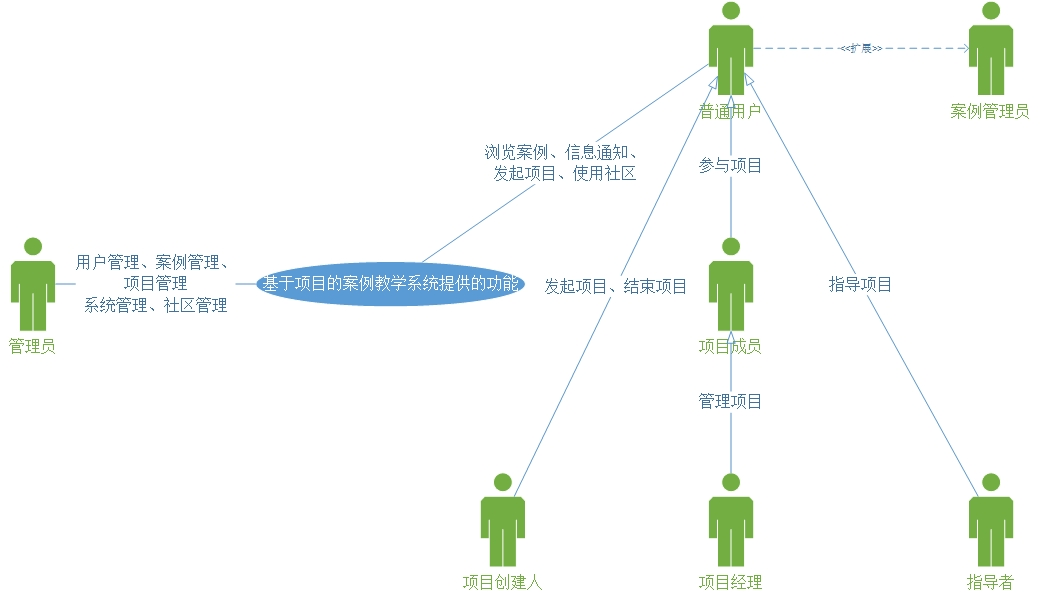 <<扩展>>
普通用户
案例管理员
浏览案例、信息通知、
发起项目、使用社区
参与项目
用户管理、案例管理、
项目管理
系统管理、社区管理
基于项目的案例教学系统提供的功能
发起项目、结束项目
指导项目
管理员
项目成员
管理项目
项目创建人
项目经理
指导者